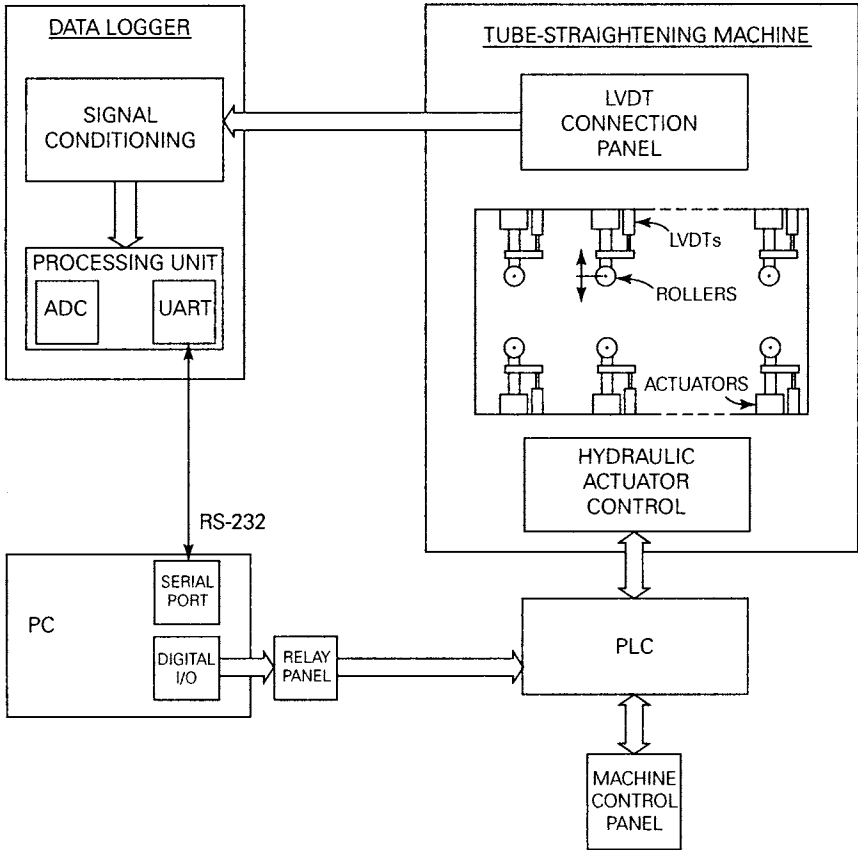 DATA LOGGER
SIGNAL
CONDITIONING
PROCESSING UNIT
ADC
UART
TUBE-STRAIGHTENING MACHINE
LVDT
CONNECTION
PANEL
LVDTs
ROLLERS
ACTUATORS
HYDRAULIC
ACTUATOR
CONTROL
RS-232
PC
SERIAL
PORT
DIGITAL
I/O
RELAY
PANEL
PLC
MACHINE
CONTROL
PANEL